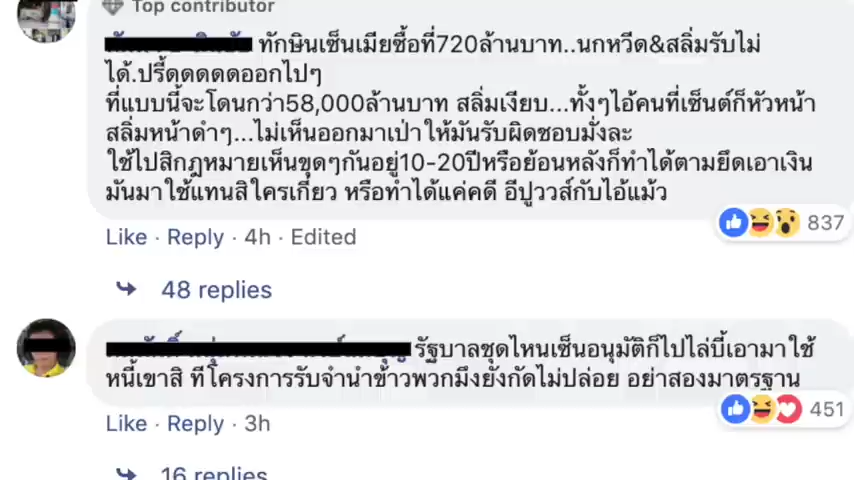 Top contributor
ทักษินเซ็นเมียซื้อที่720ล้านบาท..นกหวีด&สลิ่มรับไม่
ได้.ปรี้ดดดดดออกไปๆ
ที่แบบนี้จะโดนกว่า58,000ล้านบาท สลิ่มเงียบ...ทั้งๆไอ้คนที่เซ็นต์ก็หัวหน้า
สลิ่มหน้าดำๆ...ไม่เห็นออกมาเป่าให้มันรับผิดชอบมั่งละ
ใช้ไปสิกฎหมายเห็นขุดๆกันอยู่10-20ปีหรือย้อนหลังก็ทำได้ตามยึดเอาเงิน
มันมาใช้แทนสิใครเกี่ยว หรือทำได้แค่คดี อีปูววส์กับไอ้แม้ว
837
Like · Reply · 4h · Edited
48 replies
รัฐบาลชุดไหนเซ็นอนุมัติก็ไปไล่บี้เอามาใช้
หนี้เขาสิ ทีโครงการรับจำนำข้าวพวกมึงยังกัดไม่ปล่อย อย่าสองมาตรฐาน
451
Like · Reply · 3h
16 replies